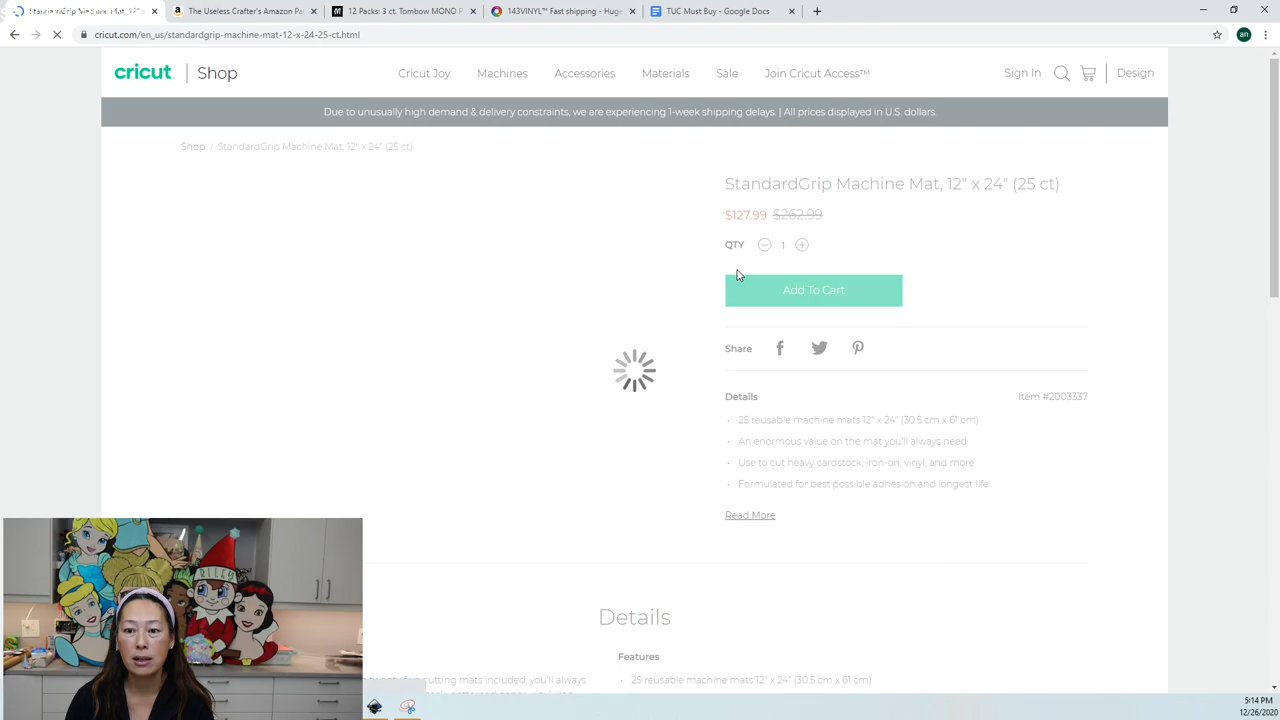 The Useless Crafter's Amazon Pa
12 Packs 3 ct. Tombow MONO P
143VINYL™ Fast shipping - Huge
TUC Must Buy - Google Docs
cricut.com/en_us/standardgrip-machine-mat-12-x-24-25-ct.html
an
cricut
Shop
Cricut Joy
Machines
Accessories
Materials
Sale
Join Cricut Access™
Sign In
Design
Due to unusually high demand & delivery constraints, we are experiencing 1-week shipping delays. | All prices displayed in U.S. dollars.
Shop / StandardGrip Machine Mat, 12" x 24" (25 ct)
StandardGrip Machine Mat, 12" x 24" (25 ct)
$127.99 $262.99
QTY 1
Add To Cart
Share
Details Item #2003337
25 reusable machine mats 12" x 24" (30.5 cm x 61 cm)
An enormous value on the mat you'll always need
Use to cut heavy cardstock, iron-on, vinyl, and more
Formulated for best possible adhesion and longest life
Read More
Details
Features
cutting mats included, you'll always
25 reusable machine mats 12" x 24" (30.5 cm x 61 cm)
RILEY
5:14 PM
12/26/2020